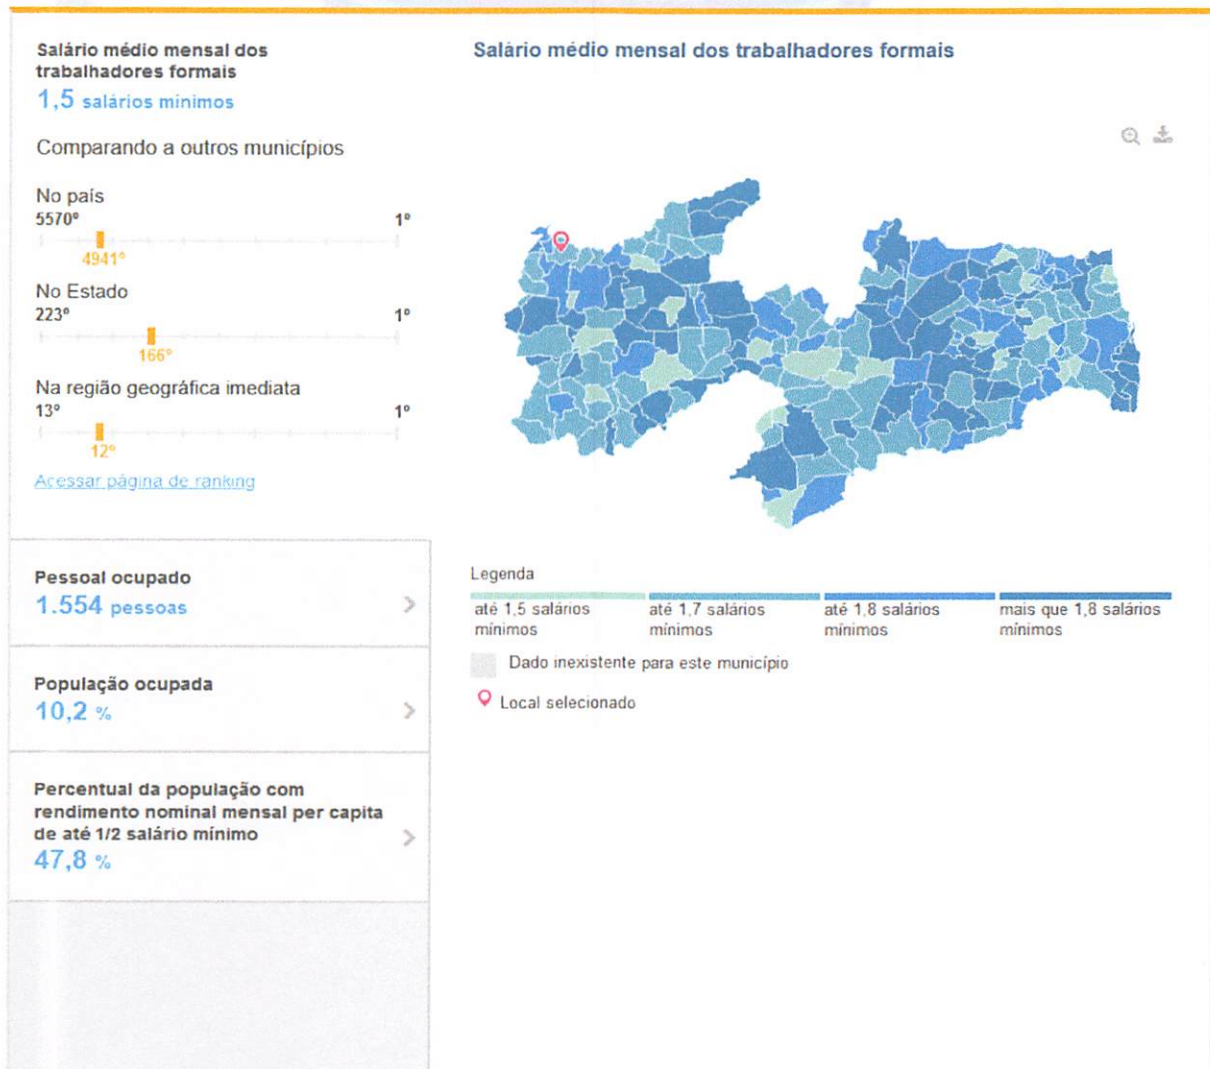 Salário médio mensal dos
trabalhadores formais
1,5 salários mínimos
Comparando a outros municípios
No país
5570º
1º
4941º
No Estado
223º
1º
166º
Na região geográfica imediata
13º
1º
12º
Acessar página de ranking
Pessoal ocupado
1.554 pessoas
População ocupada
10,2 %
Percentual da população com
rendimento nominal mensal per capita
de até 1/2 salário mínimo
47,8 %
Salário médio mensal dos trabalhadores formais
Legenda
até 1,5 salários
mínimos
até 1,7 salários
mínimos
até 1,8 salários
mínimos
mais que 1,8 salários
mínimos
Dado inexistente para este município
Local selecionado